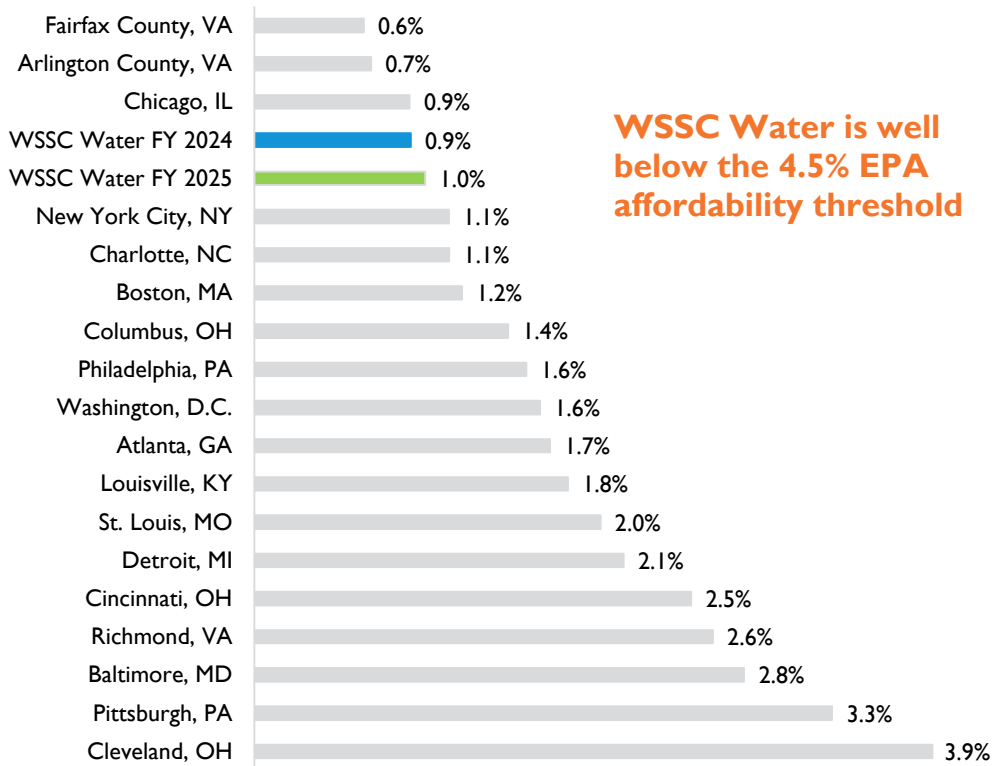 Fairfax County, VA 0.6%
Arlington County, VA 0.7%
Chicago, IL 0.9%
WSSC Water FY 2024 0.9%
WSSC Water FY 2025 1.0%
New York City, NY 1.1%
Charlotte, NC 1.1%
Boston, MA 1.2%
Columbus, OH 1.4%
Philadelphia, PA 1.6%
Washington, D.C. 1.6%
Atlanta, GA 1.7%
Louisville, KY 1.8%
St. Louis, MO 2.0%
Detroit, MI 2.1%
Cincinnati, OH 2.5%
Richmond, VA 2.6%
Baltimore, MD 2.8%
Pittsburgh, PA 3.3%
Cleveland, OH 3.9%
WSSC Water is well
below the 4.5% EPA
affordability threshold